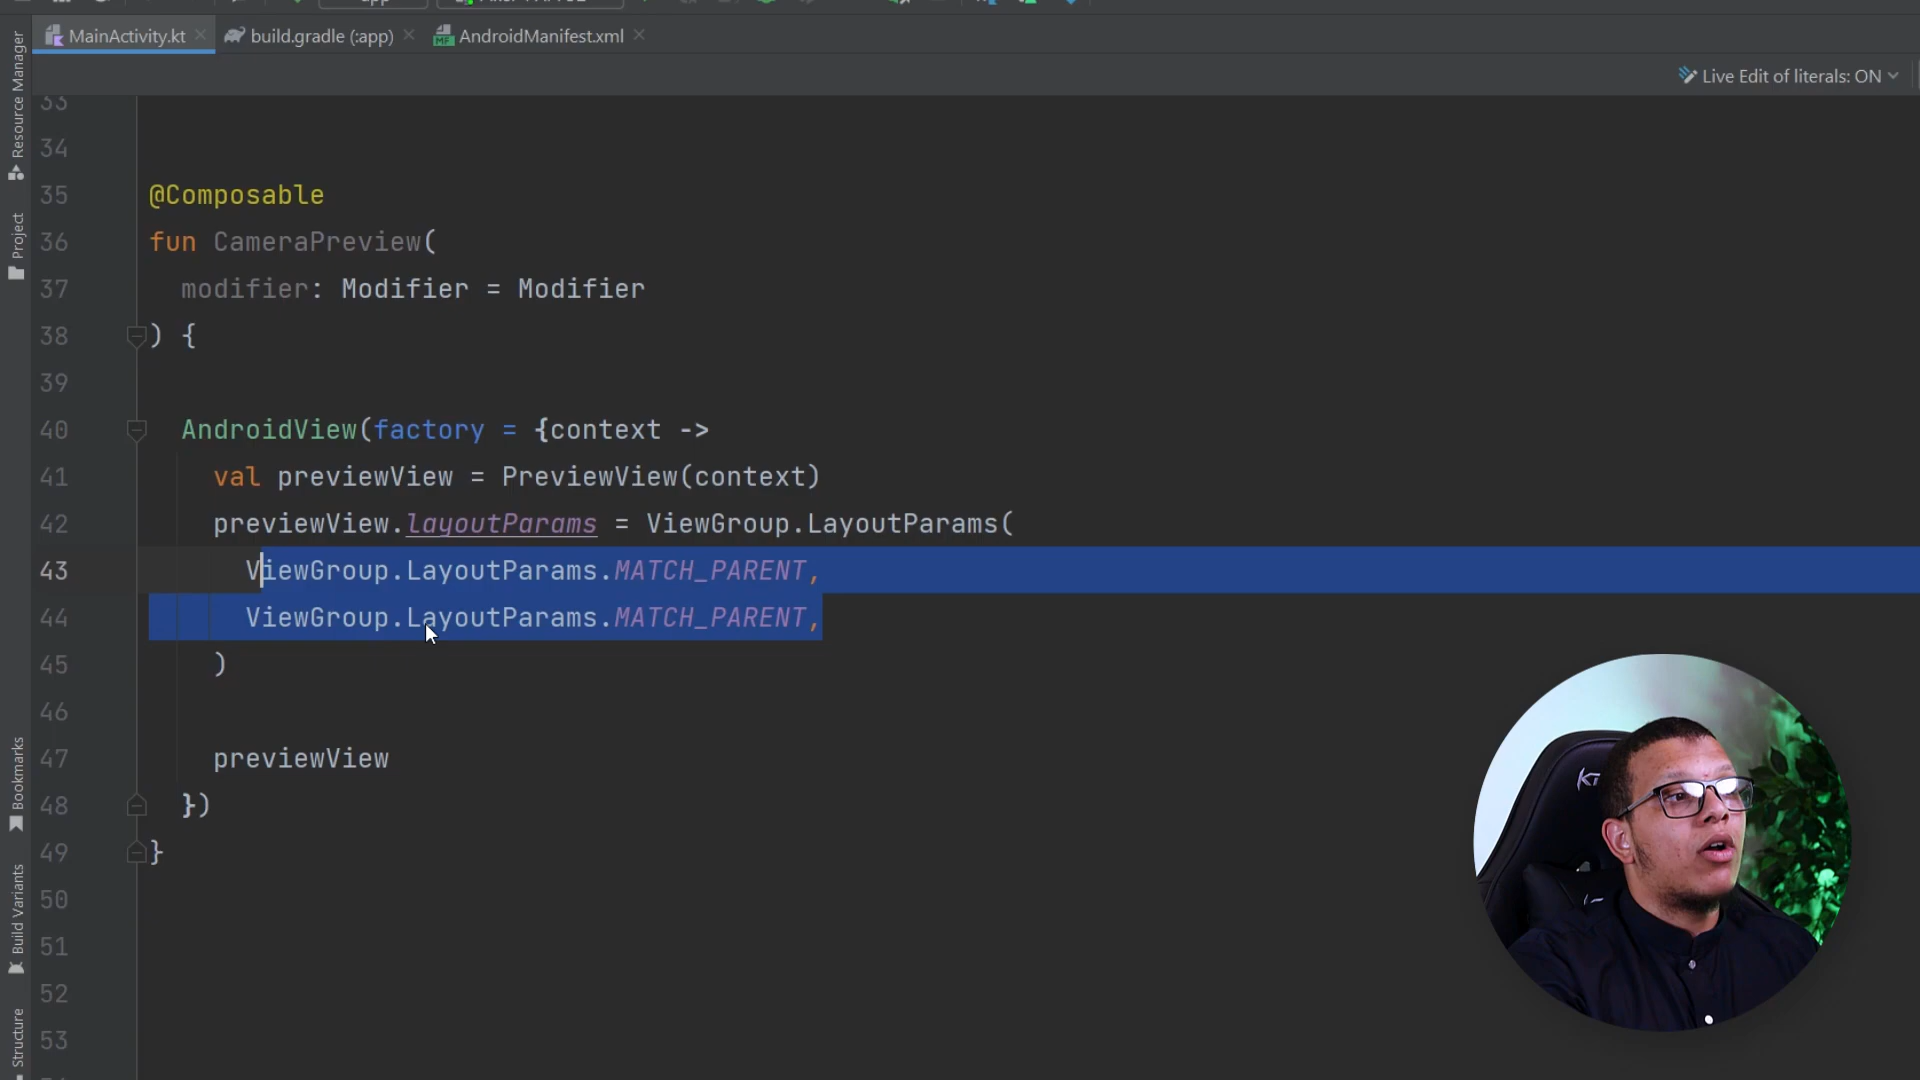 MainActivity.kt
build.gradle (:app)
AndroidManifest.xml
Live Edit of literals: ON
Resource Manager
Project
Bookmarks
Build Variants
Structure
33
34
35 @Composable
36 fun CameraPreview(
37 modifier: Modifier = Modifier
38 ) {
39
40 AndroidView(factory = {context ->
41 val previewView = PreviewView(context)
42 previewView.layoutParams = ViewGroup.LayoutParams(
43 ViewGroup.LayoutParams.MATCH_PARENT,
44 ViewGroup.LayoutParams.MATCH_PARENT,
45 )
46
47 previewView
48 })
49 }
50
51
52
53